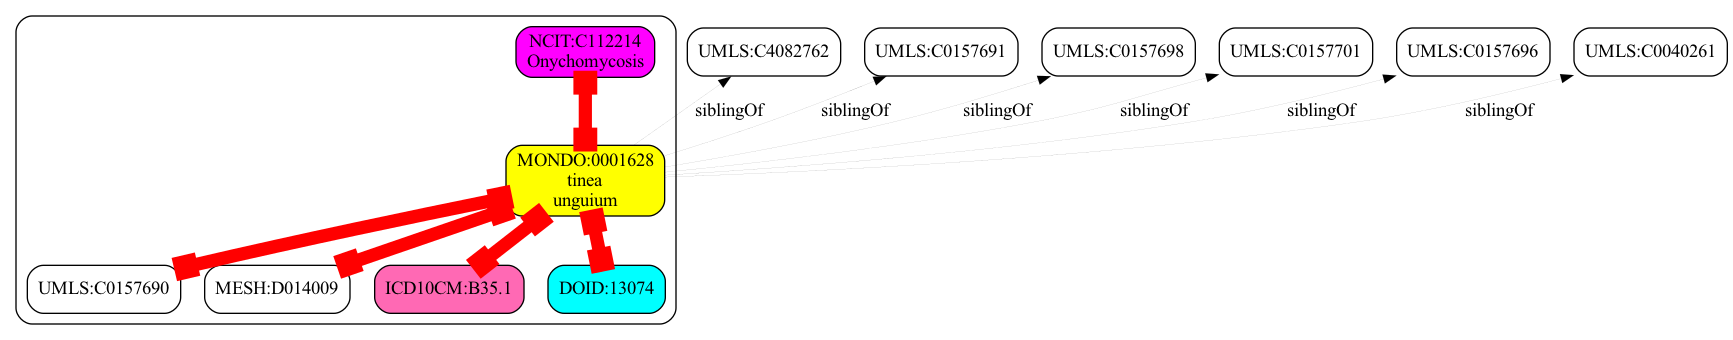 NCIT:C112214
Onychomycosis
UMLS:C4082762
UMLS:C0157691
UMLS:C0157698
UMLS:C0157701
UMLS:C0157696
UMLS:C0040261
siblingOf
siblingOf
siblingOf
siblingOf
siblingOf
siblingOf
MONDO:0001628
tinea
unguium
UMLS:C0157690
MESH:D014009
ICD10CM:B35.1
DOID:13074